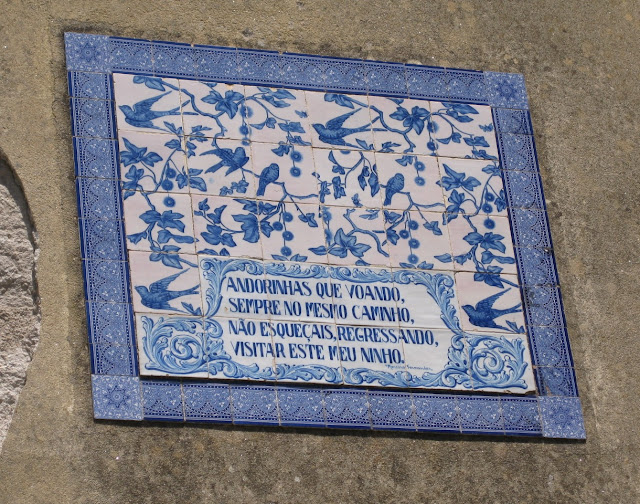 ANDORINHAS QUE VOANDO,
SEMPRE NO MESMO CAMINHO,
NÃO ESQUEÇAIS, REGRESSANDO,
VISITAR ESTE MEU NINHO.